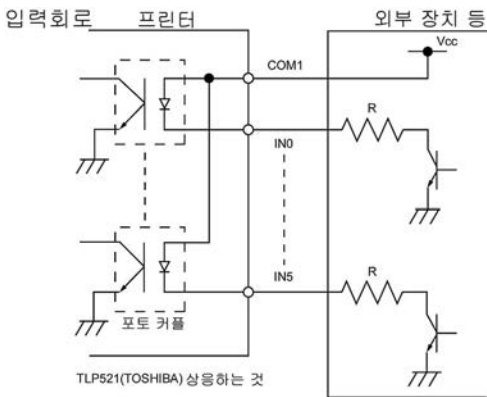 입력회로
프린터
외부 장치 등
Vcc
COM1
R
IN0
IN5
R
포토 커플
TLP521(TOSHIBA) 상응하는 것